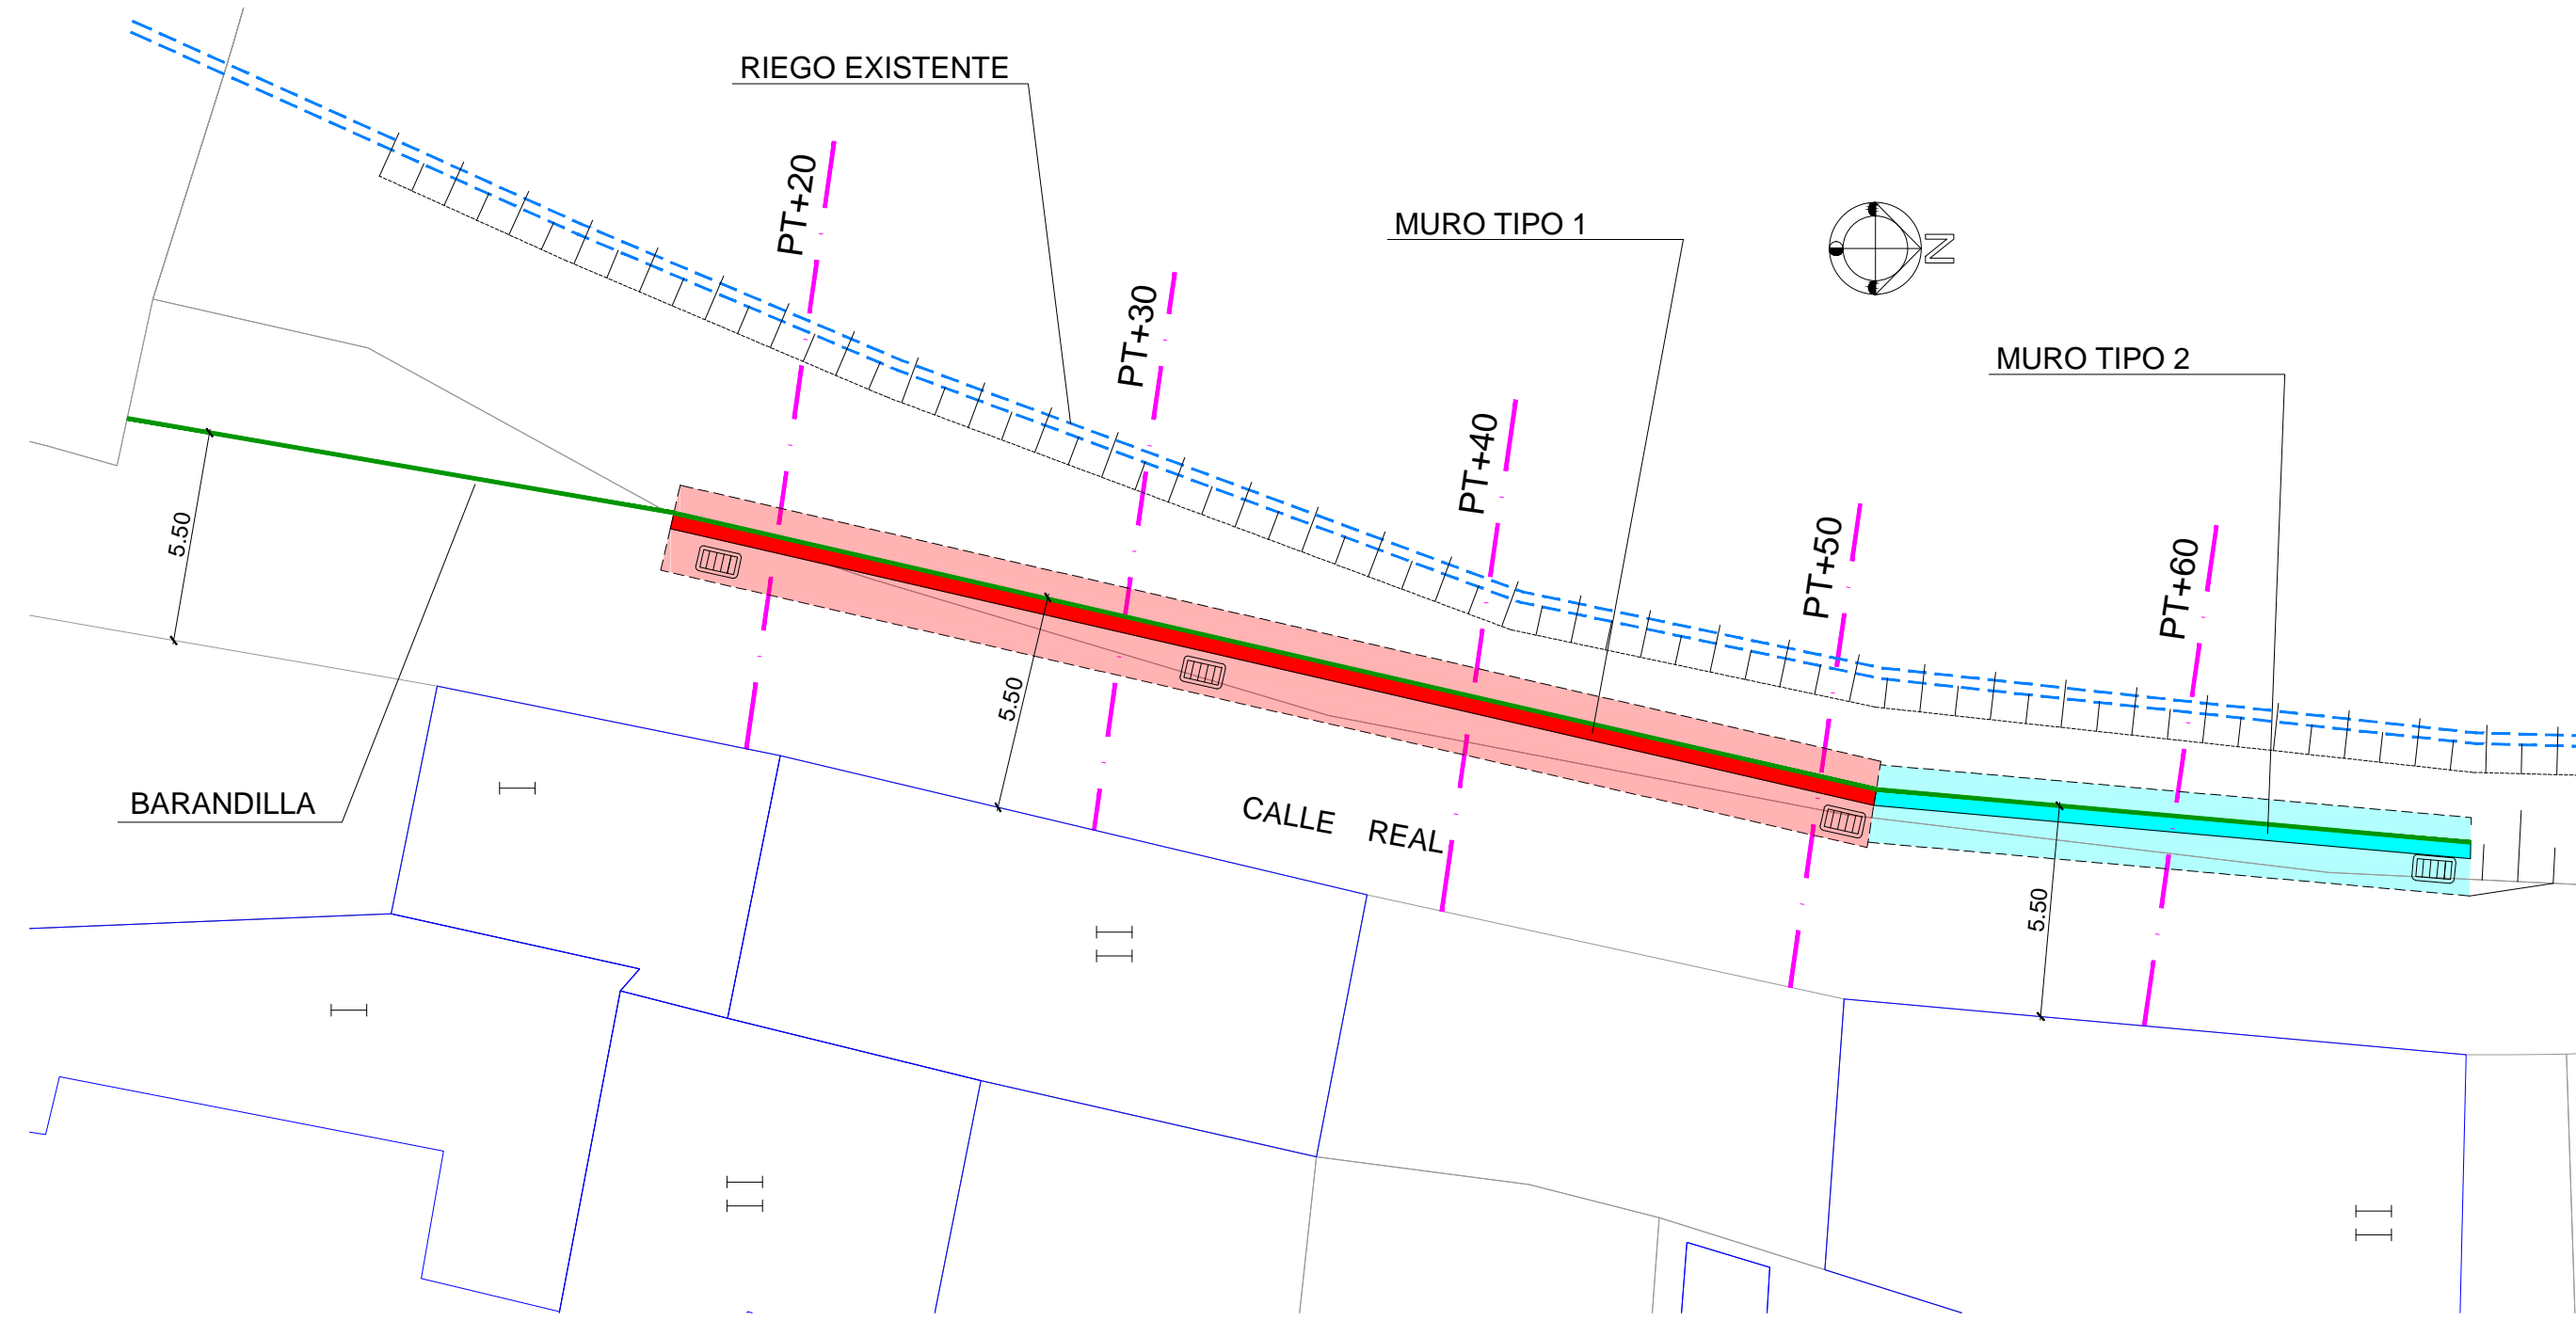 RIEGO EXISTENTE
PT+20
MURO TIPO 1
N
PT+30
MURO TIPO 2
PT+40
PT+50
PT+60
5.50
5.50
BARANDILLA
CALLE REAL
5.50